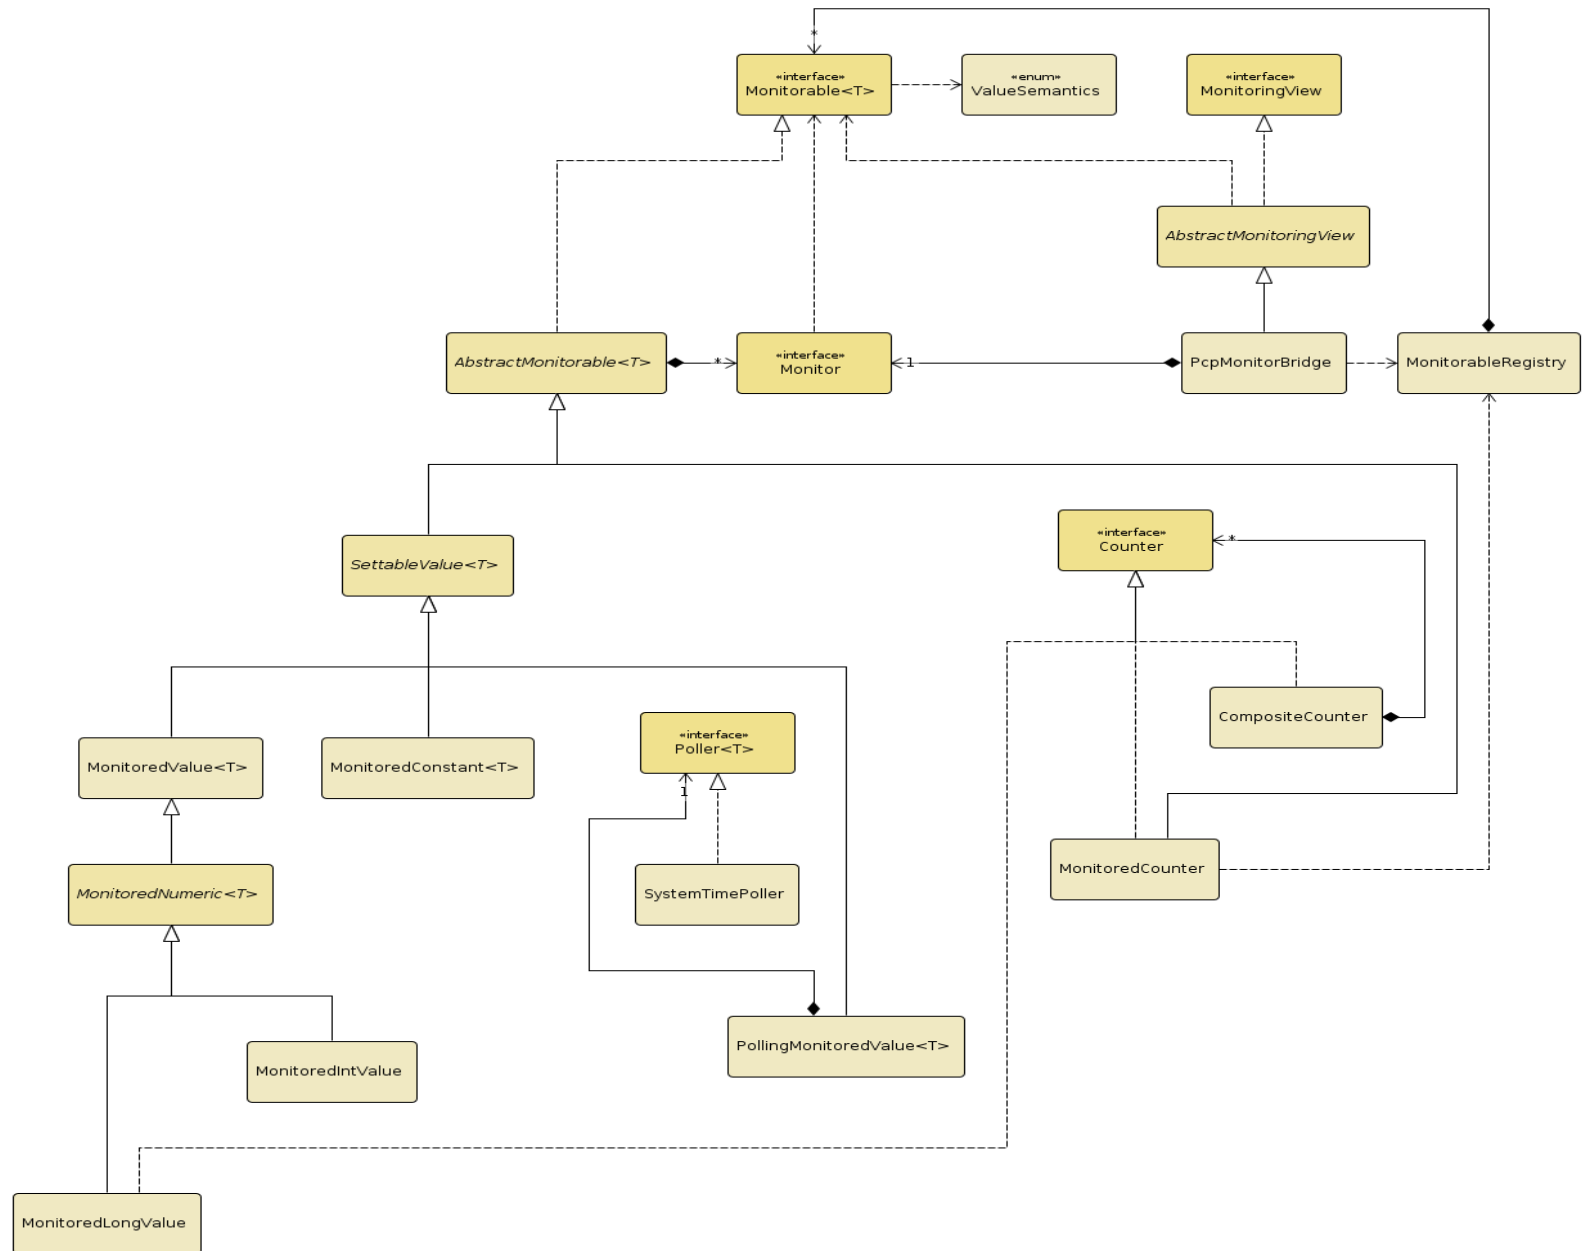 *
«interface»
Monitorable<T>
«enum»
ValueSemantics
«interface»
MonitoringView
AbstractMonitoringView
AbstractMonitorable<T>
*
«interface»
Monitor
1
PcpMonitorBridge
MonitorableRegistry
«interface»
Counter
*
SettableValue<T>
CompositeCounter
«interface»
Poller<T>
MonitoredValue<T>
MonitoredConstant<T>
1
MonitoredCounter
MonitoredNumeric<T>
SystemTimePoller
PollingMonitoredValue<T>
MonitoredIntValue
MonitoredLongValue